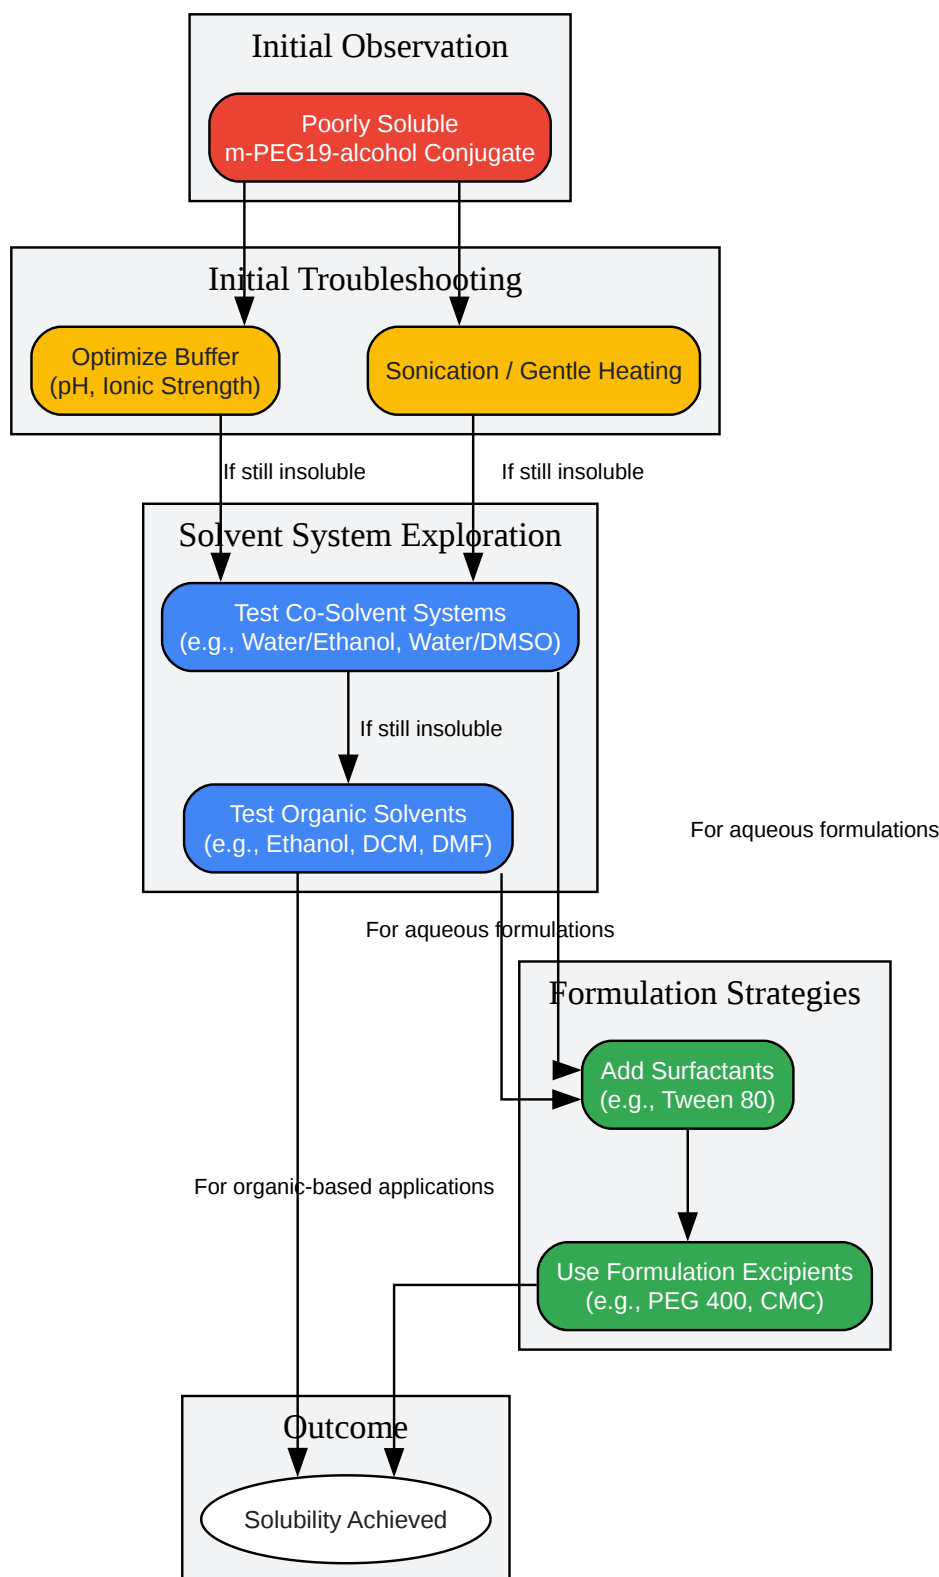 Initial Observation
Poorly Soluble
m-PEG19-alcohol Conjugate
Initial Troubleshooting
Optimize Buffer
(pH, Ionic Strength)
Sonication / Gentle Heating
If still insoluble
If still insoluble
Solvent System Exploration
Test Co-Solvent Systems
(e.g., Water/Ethanol, Water/DMSO)
If still insoluble
Test Organic Solvents
(e.g., Ethanol, DCM, DMF)
For aqueous formulations
For aqueous formulations
Formulation Strategies
Add Surfactants
(e.g., Tween 80)
For organic-based applications
Use Formulation Excipients
(e.g., PEG 400, CMC)
Outcome
Solubility Achieved